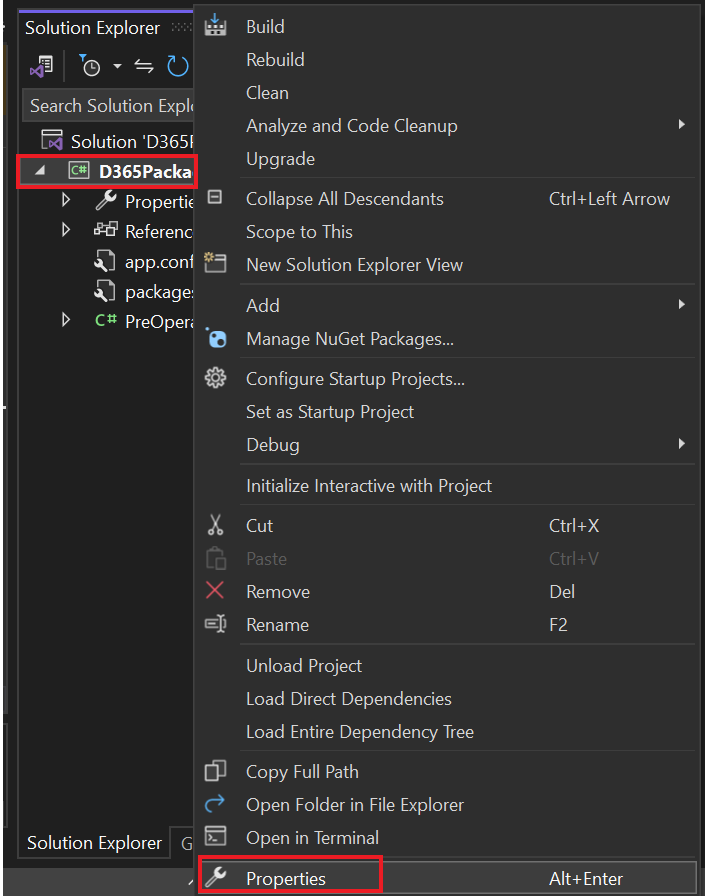 Solution Explorer
Search Solution Explo
Solution 'D365P
D365Packa
Propertie
Referenc
app.conf
packages
PreOpera
Solution Explorer
G
Build
Rebuild
Clean
Analyze and Code Cleanup
Upgrade
Collapse All Descendants Ctrl+Left Arrow
Scope to This
New Solution Explorer View
Add
Manage NuGet Packages...
Configure Startup Projects...
Set as Startup Project
Debug
Initialize Interactive with Project
Cut Ctrl+X
Paste Ctrl+V
Remove Del
Rename F2
Unload Project
Load Direct Dependencies
Load Entire Dependency Tree
Copy Full Path
Open Folder in File Explorer
Open in Terminal
Properties Alt+Enter